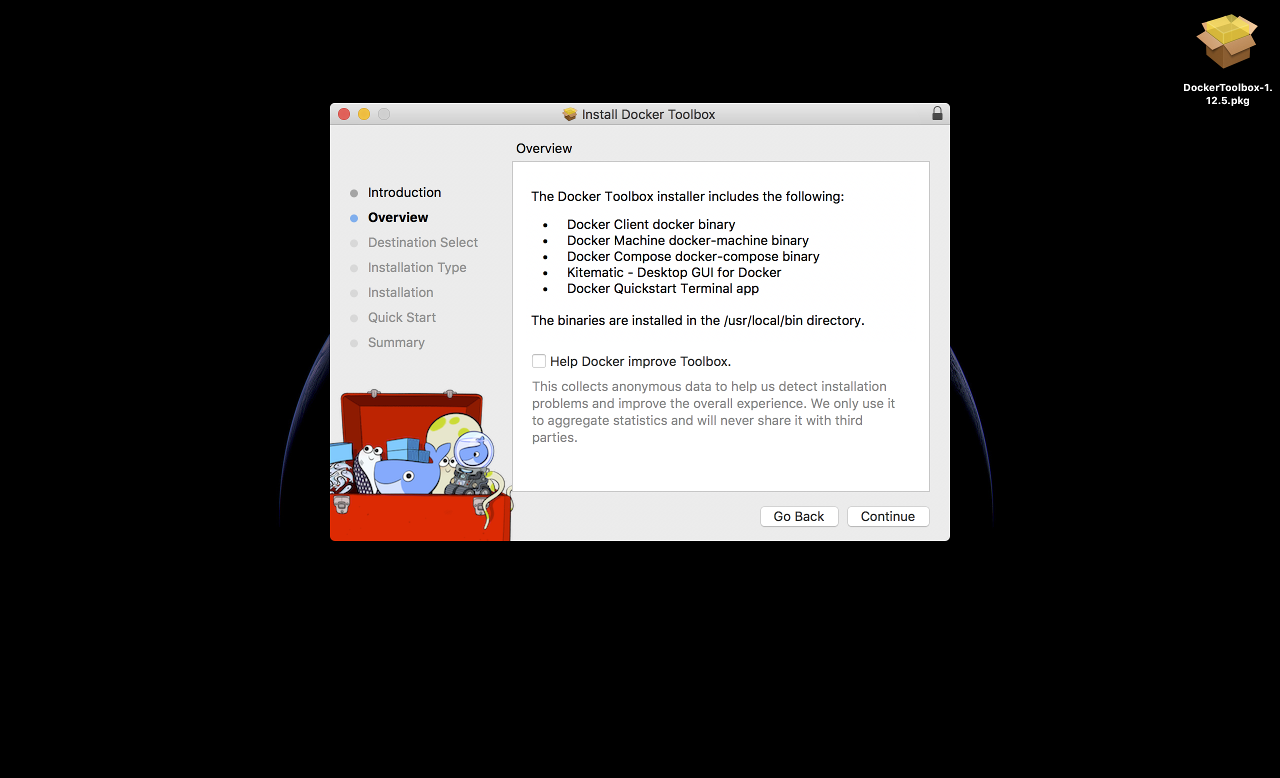 DockerToolbox-1.
12.5.pkg
Install Docker Toolbox
Overview
Introduction
Overview
Destination Select
Installation Type
Installation
Quick Start
Summary
The Docker Toolbox installer includes the following:
• Docker Client docker binary
• Docker Machine docker-machine binary
• Docker Compose docker-compose binary
• Kitematic - Desktop GUI for Docker
• Docker Quickstart Terminal app
The binaries are installed in the /usr/local/bin directory.
Help Docker improve Toolbox.
This collects anonymous data to help us detect installation
problems and improve the overall experience. We only use it
to aggregate statistics and will never share it with third
parties.
Go Back
Continue